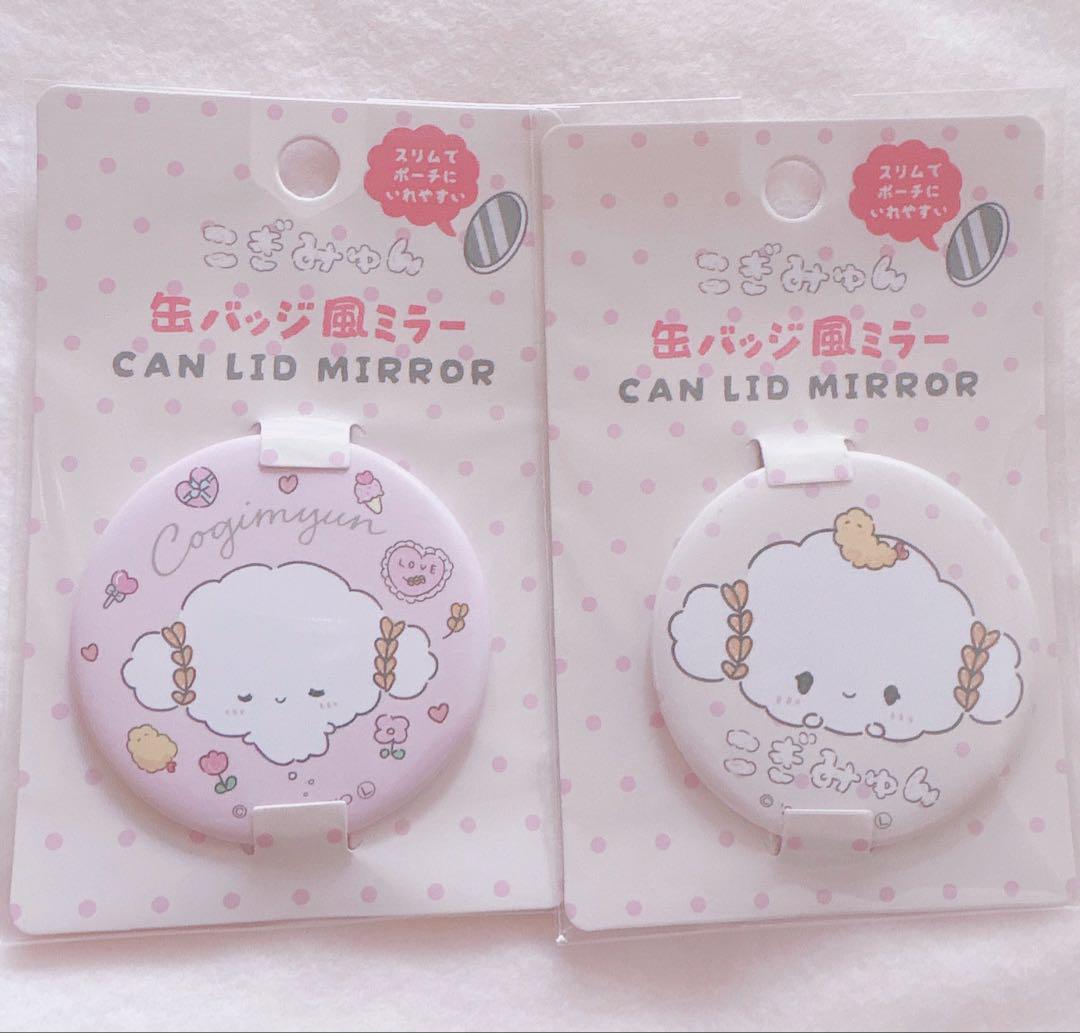 スリムで
ポーチに
いれやすい
こぎみゅん
缶バッジ風ミラー
CAN LID MIRROR
Cogimyun
LOVE
© Ⓛ
スリムで
ポーチに
いれやすい
こぎみゅん
缶バッジ風ミラー
CAN LID MIRROR
こぎみゅん
© Ⓛ